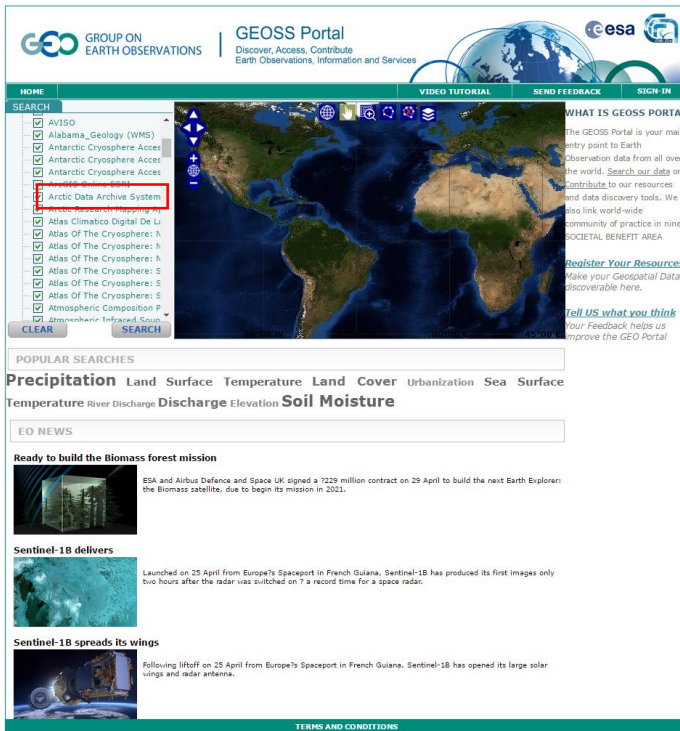 GEO
GROUP ON
EARTH OBSERVATIONS
GEOSS Portal
Discover, Access, Contribute
Earth Observations, Information and Services
esa
HOME
VIDEO TUTORIAL
SEND FEEDBACK
SIGN-IN
SEARCH
AVISO
Alabama_Geology (WMS)
Antarctic Cryosphere Acces
Antarctic Cryosphere Acces
Antarctic Cryosphere Acces
ArcGIS Online ESRI
Arctic Data Archive System
Arctic Research Mapping A
Atlas Climatico Digital De La
Atlas Of The Cryosphere: N
Atlas Of The Cryosphere: N
Atlas Of The Cryosphere: N
Atlas Of The Cryosphere: S
Atlas Of The Cryosphere: S
Atlas Of The Cryosphere: S
Atmospheric Composition P
Atmospheric Infrared Soun
CLEAR
SEARCH
WHAT IS GEOSS PORTA
The GEOSS Portal is your mai
entry point to Earth
Observation data from all over
the world. Search our data or
Contribute to our resources
and data discovery tools. We
also link world-wide
community of practice in nine
SOCIETAL BENEFIT AREA
Register Your Resources
Make your Geospatial Data
discoverable here.
Tell US what you think
Your Feedback helps us
improve the GEO Portal
POPULAR SEARCHES
Precipitation Land Surface Temperature Land Cover Urbanization Sea Surface
Temperature River Discharge Discharge Elevation Soil Moisture
EO NEWS
Ready to build the Biomass forest mission
ESA and Airbus Defence and Space UK signed a ?229 million contract on 29 April to build the next Earth Explorer:
the Biomass satellite, due to begin its mission in 2021.
Sentinel-1B delivers
Launched on 25 April from Europe?s Spaceport in French Guiana, Sentinel-1B has produced its first images only
two hours after the radar was switched on ? a record time for a space radar.
Sentinel-1B spreads its wings
Following liftoff on 25 April from Europe?s Spaceport in French Guiana, Sentinel-1B has opened its large solar
wings and radar antenna.
TERMS AND CONDITIONS